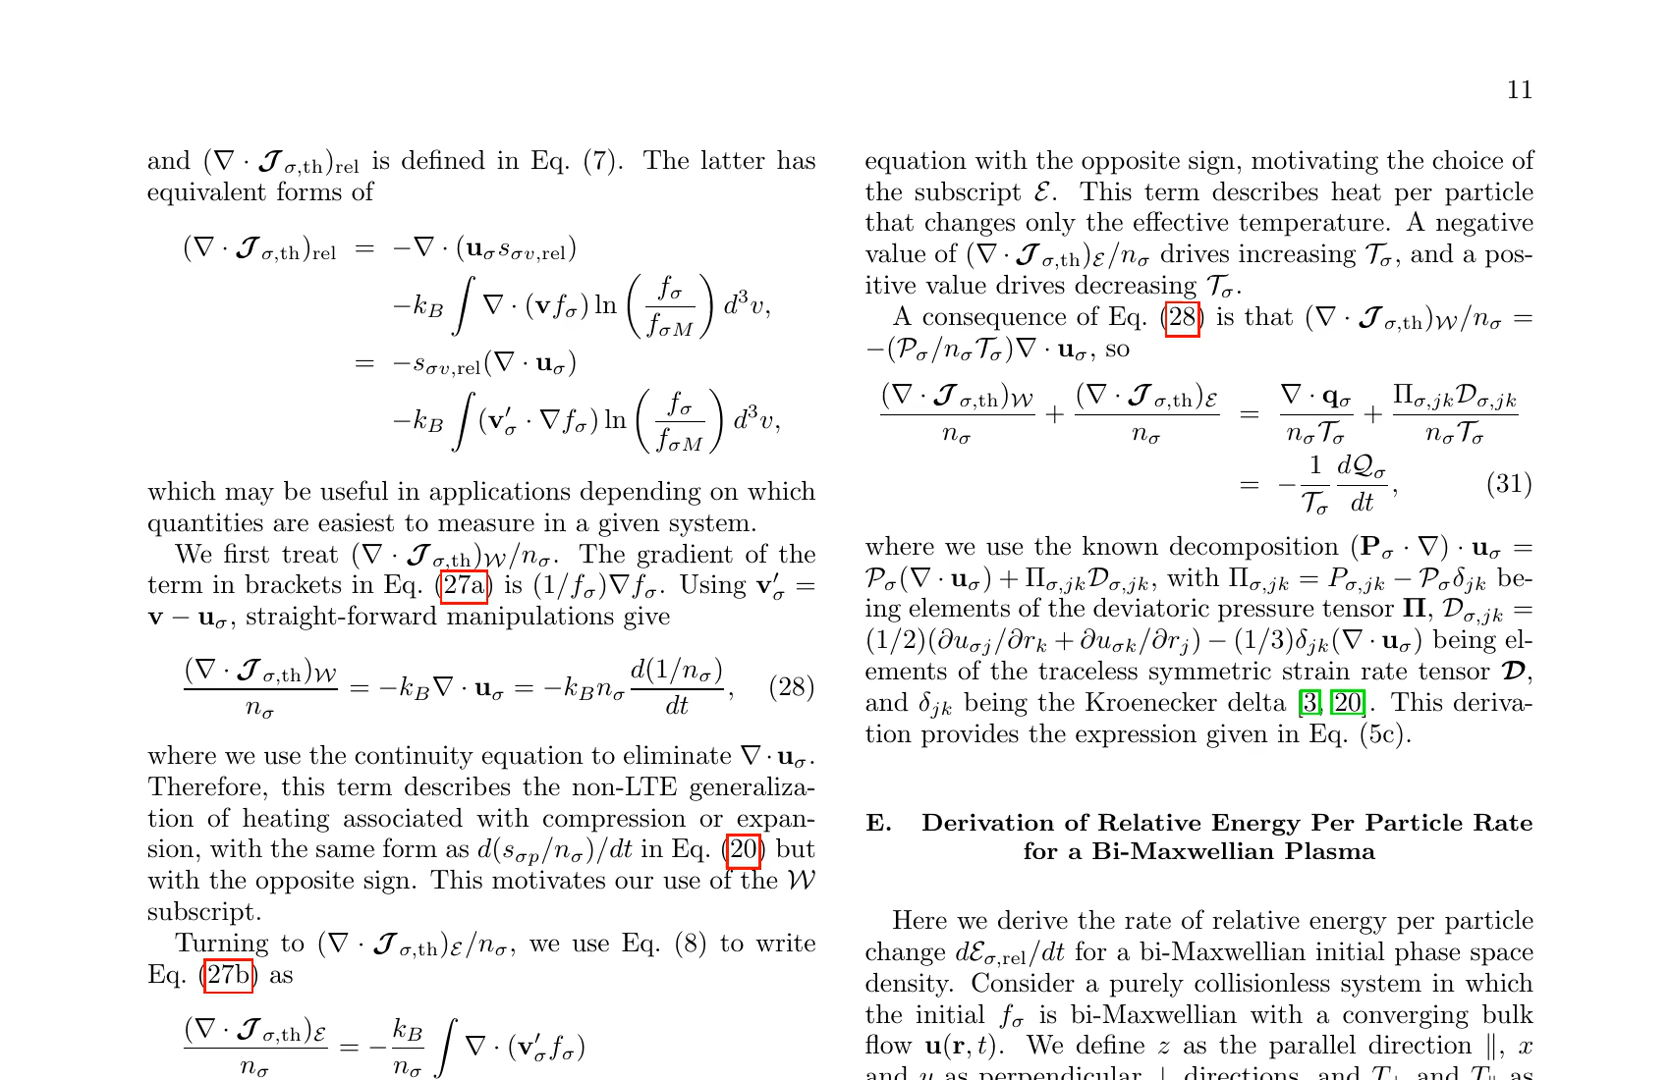 11
and (∇ · 𝓙σ,th)rel is defined in Eq. (7). The latter has
equivalent forms of
(∇ · 𝓙σ,th)rel = −∇ · (uσsσv,rel)
−kB ∫ ∇ · (vfσ) ln (fσ/fσM) d³v,
= −sσv,rel(∇ · uσ)
−kB ∫ (v′σ · ∇fσ) ln (fσ/fσM) d³v,
which may be useful in applications depending on which
quantities are easiest to measure in a given system.
We first treat (∇ · 𝓙σ,th)𝒲/nσ. The gradient of the
term in brackets in Eq. (27a) is (1/fσ)∇fσ. Using v′σ =
v − uσ, straight-forward manipulations give
(∇ · 𝓙σ,th)𝒲/nσ = −kB∇ · uσ = −kBnσ d(1/nσ)/dt, (28)
where we use the continuity equation to eliminate ∇ · uσ.
Therefore, this term describes the non-LTE generaliza-
tion of heating associated with compression or expan-
sion, with the same form as d(sσp/nσ)/dt in Eq. (20) but
with the opposite sign. This motivates our use of the 𝒲
subscript.
Turning to (∇ · 𝓙σ,th)ℰ/nσ, we use Eq. (8) to write
Eq. (27b) as
(∇ · 𝓙σ,th)ℰ/nσ = −kB/nσ ∫ ∇ · (v′σfσ)
equation with the opposite sign, motivating the choice of
the subscript ℰ. This term describes heat per particle
that changes only the effective temperature. A negative
value of (∇ · 𝓙σ,th)ℰ/nσ drives increasing 𝒯σ, and a pos-
itive value drives decreasing 𝒯σ.
A consequence of Eq. (28) is that (∇ · 𝓙σ,th)𝒲/nσ =
−(𝒫σ/nσ𝒯σ)∇ · uσ, so
(∇ · 𝓙σ,th)𝒲/nσ + (∇ · 𝓙σ,th)ℰ/nσ = ∇ · qσ/nσ𝒯σ + Πσ,jk𝒟σ,jk/nσ𝒯σ
= −1/𝒯σ d𝒬σ/dt, (31)
where we use the known decomposition (Pσ · ∇) · uσ =
𝒫σ(∇ · uσ) + Πσ,jk𝒟σ,jk, with Πσ,jk = Pσ,jk − 𝒫σδjk be-
ing elements of the deviatoric pressure tensor Π, 𝒟σ,jk =
(1/2)(∂uσj/∂rk + ∂uσk/∂rj) − (1/3)δjk(∇ · uσ) being el-
ements of the traceless symmetric strain rate tensor 𝓓,
and δjk being the Kroenecker delta [3, 20]. This deriva-
tion provides the expression given in Eq. (5c).
E. Derivation of Relative Energy Per Particle Rate
for a Bi-Maxwellian Plasma
Here we derive the rate of relative energy per particle
change dℰσ,rel/dt for a bi-Maxwellian initial phase space
density. Consider a purely collisionless system in which
the initial fσ is bi-Maxwellian with a converging bulk
flow u(r, t). We define z as the parallel direction ∥, x
and y as perpendicular ⊥ directions, and T⊥ and T∥ as